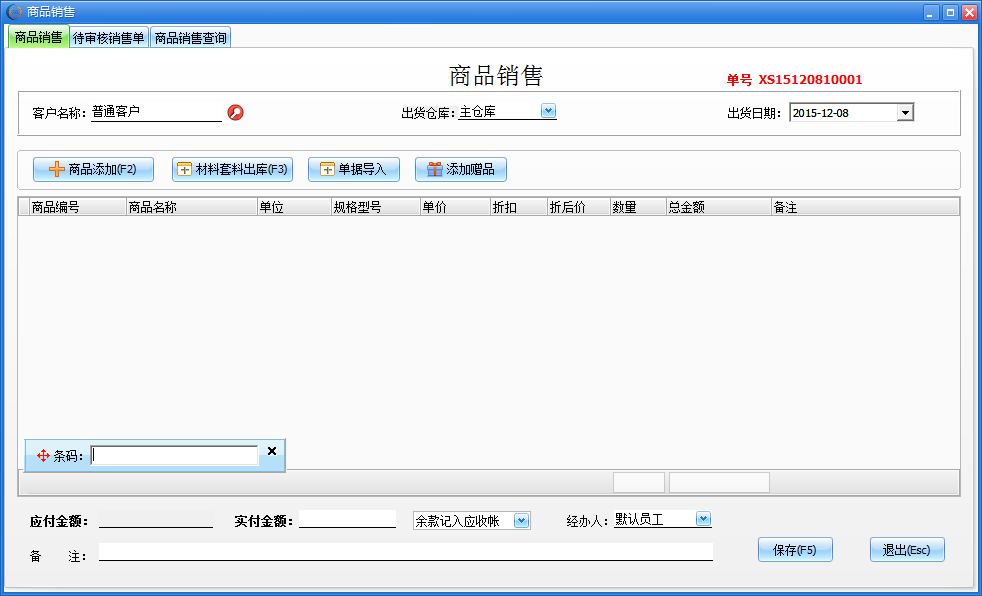 商品销售
商品销售 待审核销售单 商品销售查询
商品销售
单号 XS15120810001
客户名称: 普通客户 出货仓库: 主仓库 出货日期: 2015-12-08
商品添加(F2) 材料套料出库(F3) 单据导入 添加赠品
商品编号 商品名称 单位 规格型号 单价 折扣 折后价 数量 总金额 备注
条码:
应付金额: 实付金额: 余款记入应收帐 经办人: 默认员工
备 注: 保存(F5) 退出(Esc)